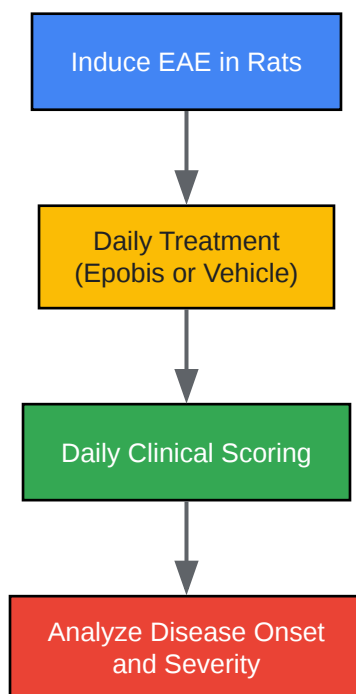 Induce EAE in Rats
Daily Treatment
(Epobis or Vehicle)
Daily Clinical Scoring
Analyze Disease Onset
and Severity